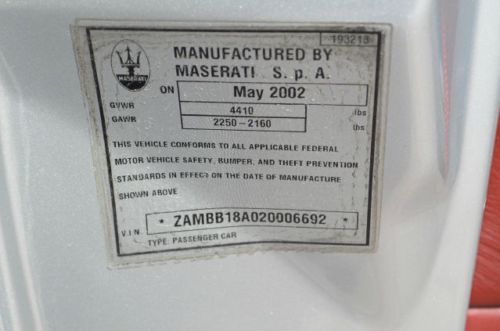 193213
MASERATI
MANUFACTURED BY
MASERATI S. p A.
ON May 2002
GVWR 4410 lbs
GAWR 2250-2160 lbs
THIS VEHICLE CONFORMS TO ALL APPLICABLE FEDERAL
MOTOR VEHICLE SAFETY, BUMPER, AND THEFT PREVENTION
STANDARDS IN EFFECT ON THE DATE OF MANUFACTURE
SHOWN ABOVE
V.I.N * ZAMBB18A020006692 *
TYPE: PASSENGER CAR